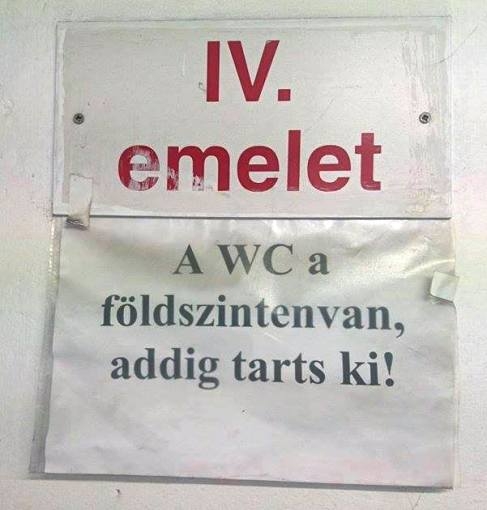 IV.
emelet
A WC a
földszintenvan,
addig tarts ki!